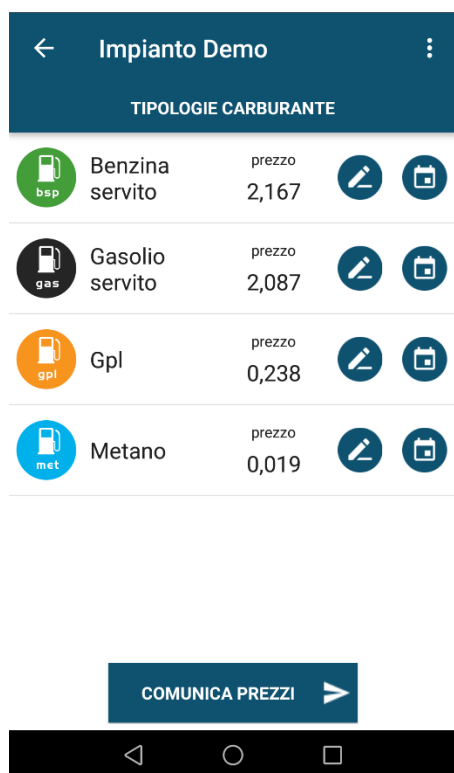 Impianto Demo
TIPOLOGIE CARBURANTE
bsp
Benzina
servito
prezzo
2,167
gas
Gasolio
servito
prezzo
2,087
gpl
Gpl
prezzo
0,238
met
Metano
prezzo
0,019
COMUNICA PREZZI